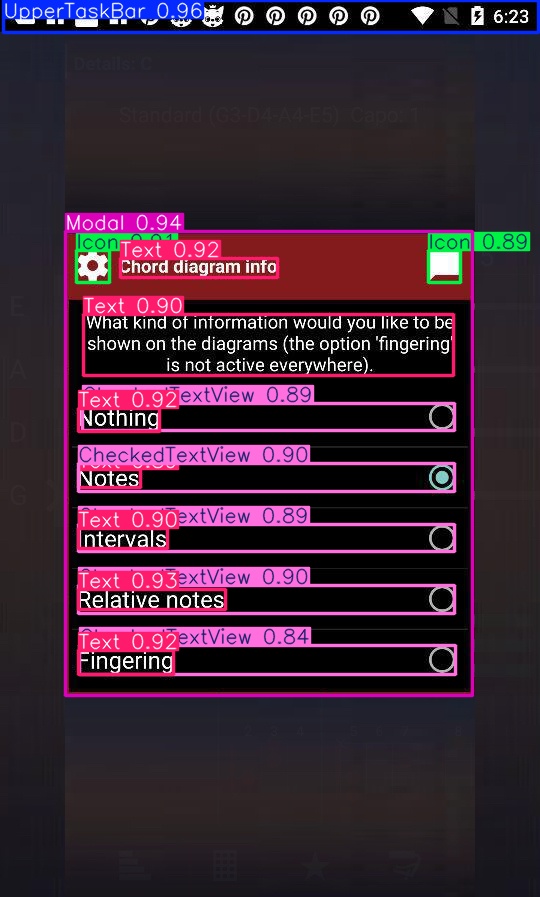 UpperTaskBar 0.96
6:23
Details: C
Standard (G3-D4-A4-E5) Capo: 1
Modal 0.94
Icon 0.91
Text 0.92
Icon 0.89
Chord diagram info
Text 0.90
What kind of information would you like to be
shown on the diagrams (the option 'fingering'
is not active everywhere).
CheckedTextView 0.89
Text 0.92
Nothing
CheckedTextView 0.90
Notes
CheckedTextView 0.89
Text 0.90
Intervals
CheckedTextView 0.90
Text 0.93
Relative notes
CheckedTextView 0.84
Text 0.92
Fingering
E
A
D
G